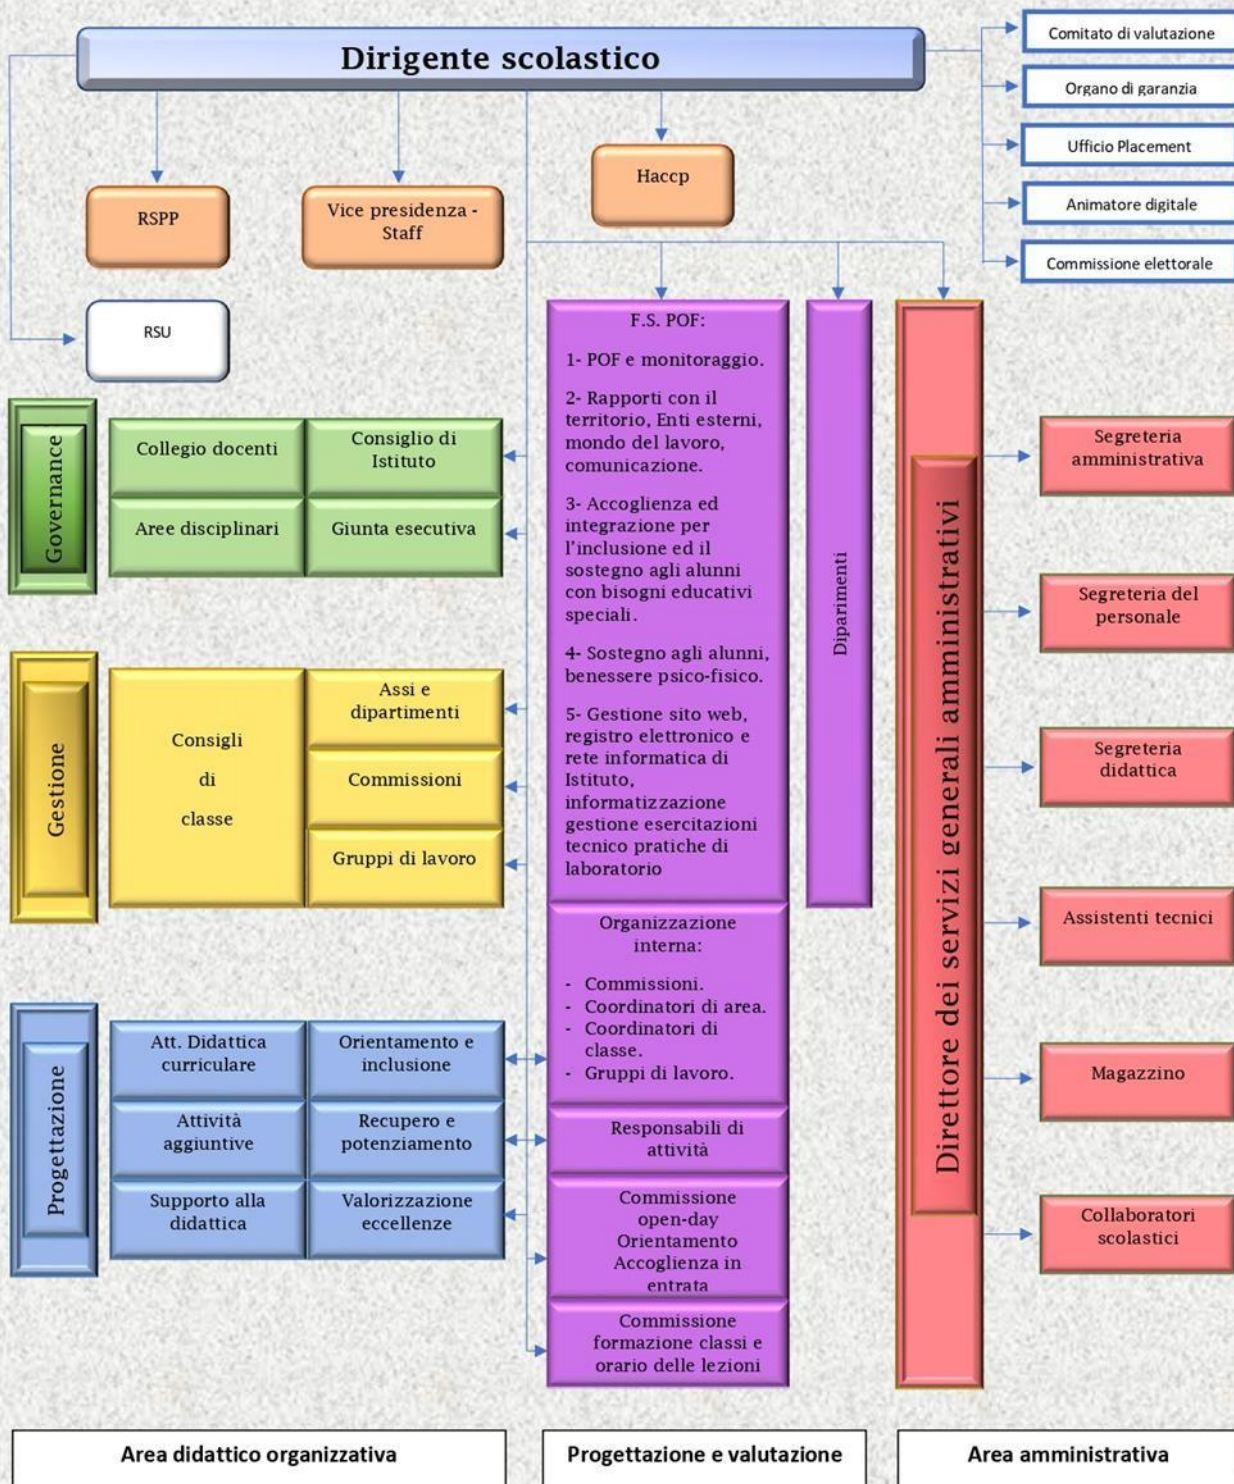 Dirigente scolastico
Comitato di valutazione
Organo di garanzia
Ufficio Placement
Animatore digitale
Commissione elettorale
RSPP
Vice presidenza -
Staff
Haccp
RSU
Governance
Collegio docenti
Consiglio di
Istituto
Aree disciplinari
Giunta esecutiva
Gestione
Consigli
di
classe
Assi e
dipartimenti
Commissioni
Gruppi di lavoro
Progettazione
Att. Didattica
curriculare
Orientamento e
inclusione
Attività
aggiuntive
Recupero e
potenziamento
Supporto alla
didattica
Valorizzazione
eccellenze
F.S. POF:
1- POF e monitoraggio.
2- Rapporti con il
territorio, Enti esterni,
mondo del lavoro,
comunicazione.
3- Accoglienza ed
integrazione per
l'inclusione ed il
sostegno agli alunni
con bisogni educativi
speciali.
4- Sostegno agli alunni,
benessere psico-fisico.
5- Gestione sito web,
registro elettronico e
rete informatica di
Istituto,
informatizzazione
gestione esercitazioni
tecnico pratiche di
laboratorio
Organizzazione
interna:
- Commissioni.
- Coordinatori di area.
- Coordinatori di
classe.
- Gruppi di lavoro.
Responsabili di
attività
Commissione
open-day
Orientamento
Accoglienza in
entrata
Commissione
formazione classi e
orario delle lezioni
Diparimenti
Direttore dei servizi generali amministrativi
Segreteria
amministrativa
Segreteria del
personale
Segreteria
didattica
Assistenti tecnici
Magazzino
Collaboratori
scolastici
Area didattico organizzativa
Progettazione e valutazione
Area amministrativa